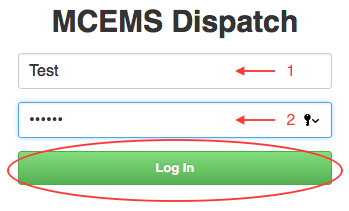 MCEMS Dispatch
Test 1
•••••• 2
Log In